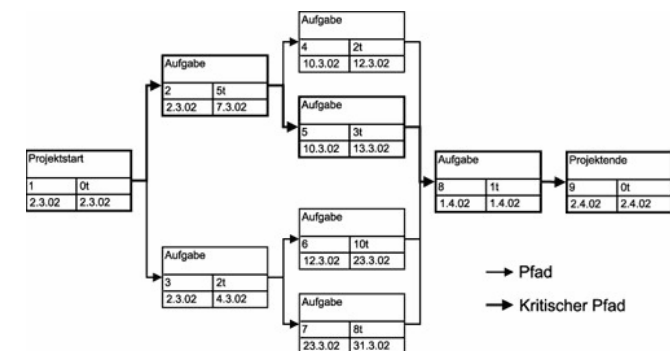 Aufgabe
4 2t
10.3.02 12.3.02
Aufgabe
2 5t
2.3.02 7.3.02
Aufgabe
5 3t
10.3.02 13.3.02
Projektstart
1 0t
2.3.02 2.3.02
Aufgabe
8 1t
1.4.02 1.4.02
Projektende
9 0t
2.4.02 2.4.02
Aufgabe
6 10t
12.3.02 23.3.02
Aufgabe
3 2t
2.3.02 4.3.02
Aufgabe
7 8t
23.3.02 31.3.02
Pfad
Kritischer Pfad